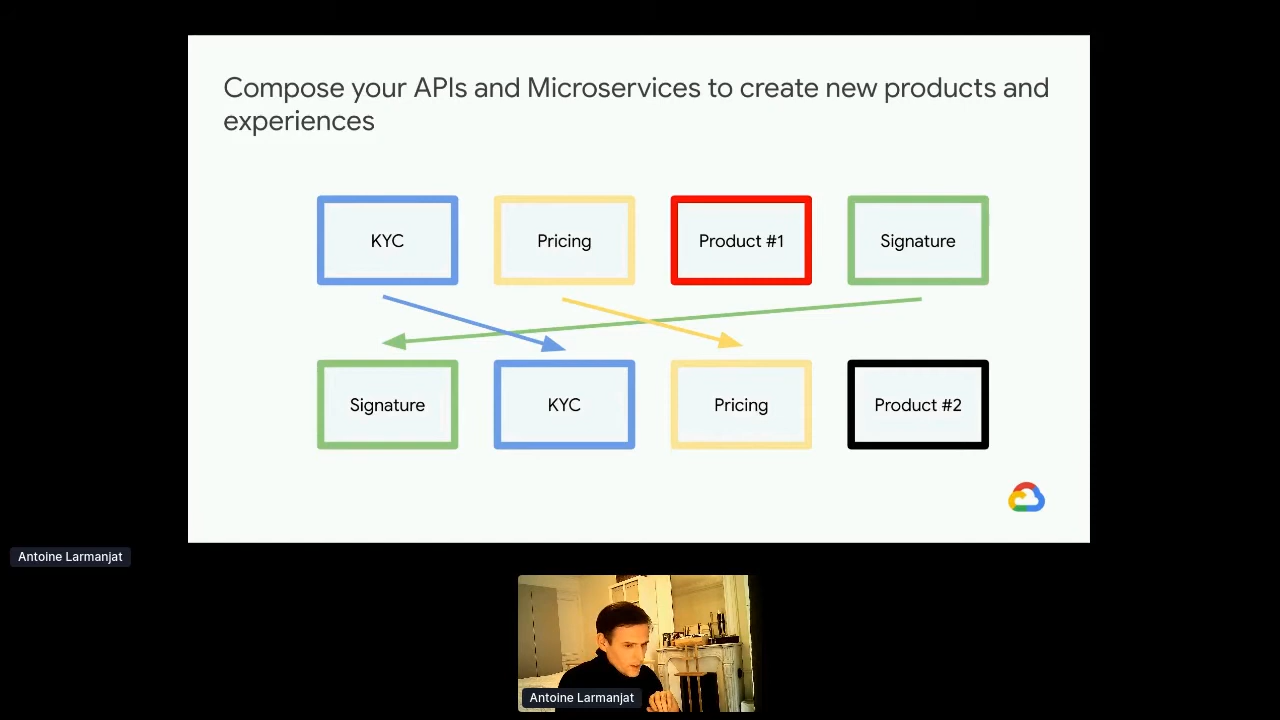 Compose your APIs and Microservices to create new products and
experiences
KYC
Pricing
Product #1
Signature
Signature
KYC
Pricing
Product #2
Antoine Larmanjat
Antoine Larmanjat